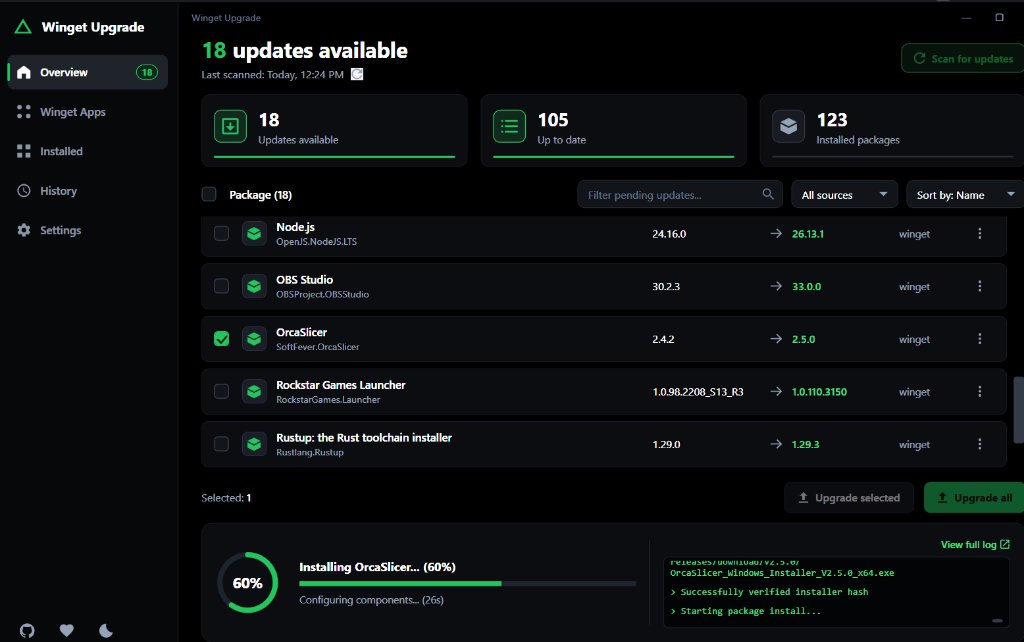 Winget Upgrade
Winget Upgrade
Overview
18
Winget Apps
Installed
History
Settings
18 updates available
Last scanned: Today, 12:24 PM
Scan for updates
18
Updates available
105
Up to date
123
Installed packages
Package (18)
Filter pending updates...
All sources
Sort by: Name
Node.js
OpenJS.NodeJS.LTS
24.16.0
26.13.1
winget
OBS Studio
OBSProject.OBSStudio
30.2.3
33.0.0
winget
OrcaSlicer
SoftFever.OrcaSlicer
2.4.2
2.5.0
winget
Rockstar Games Launcher
RockstarGames.Launcher
1.0.98.2208_S13_R3
1.0.110.3150
winget
Rustup: the Rust toolchain installer
Rustlang.Rustup
1.29.0
1.29.3
winget
Selected: 1
Upgrade selected
Upgrade all
60%
Installing OrcaSlicer... (60%)
Configuring components... (26s)
View full log
releases/download/v2.5.0/
OrcaSlicer_Windows_Installer_V2.5.0_x64.exe
> Successfully verified installer hash
> Starting package install...